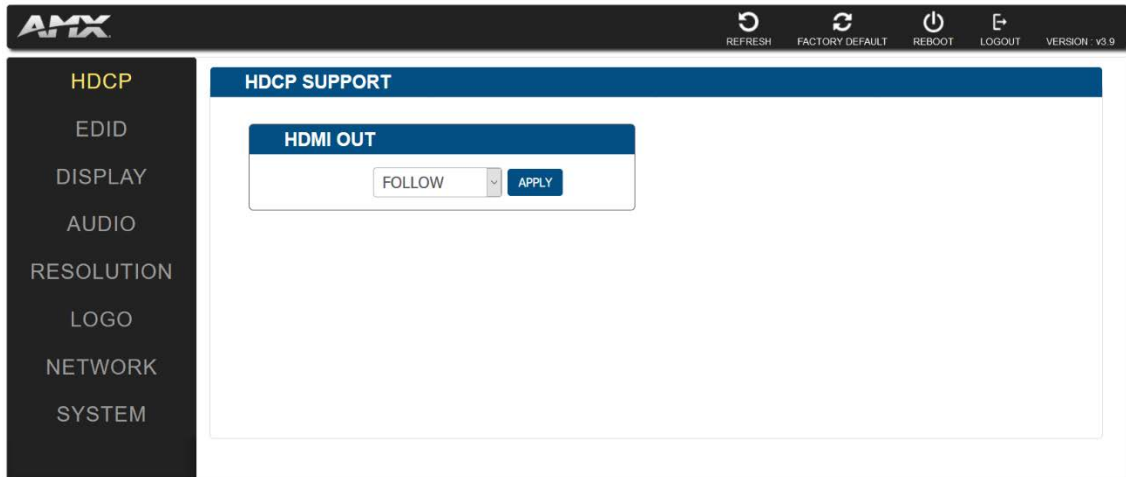 AMX
REFRESH FACTORY DEFAULT REBOOT LOGOUT VERSION : v3.9
HDCP
EDID
DISPLAY
AUDIO
RESOLUTION
LOGO
NETWORK
SYSTEM
HDCP SUPPORT
HDMI OUT
FOLLOW APPLY